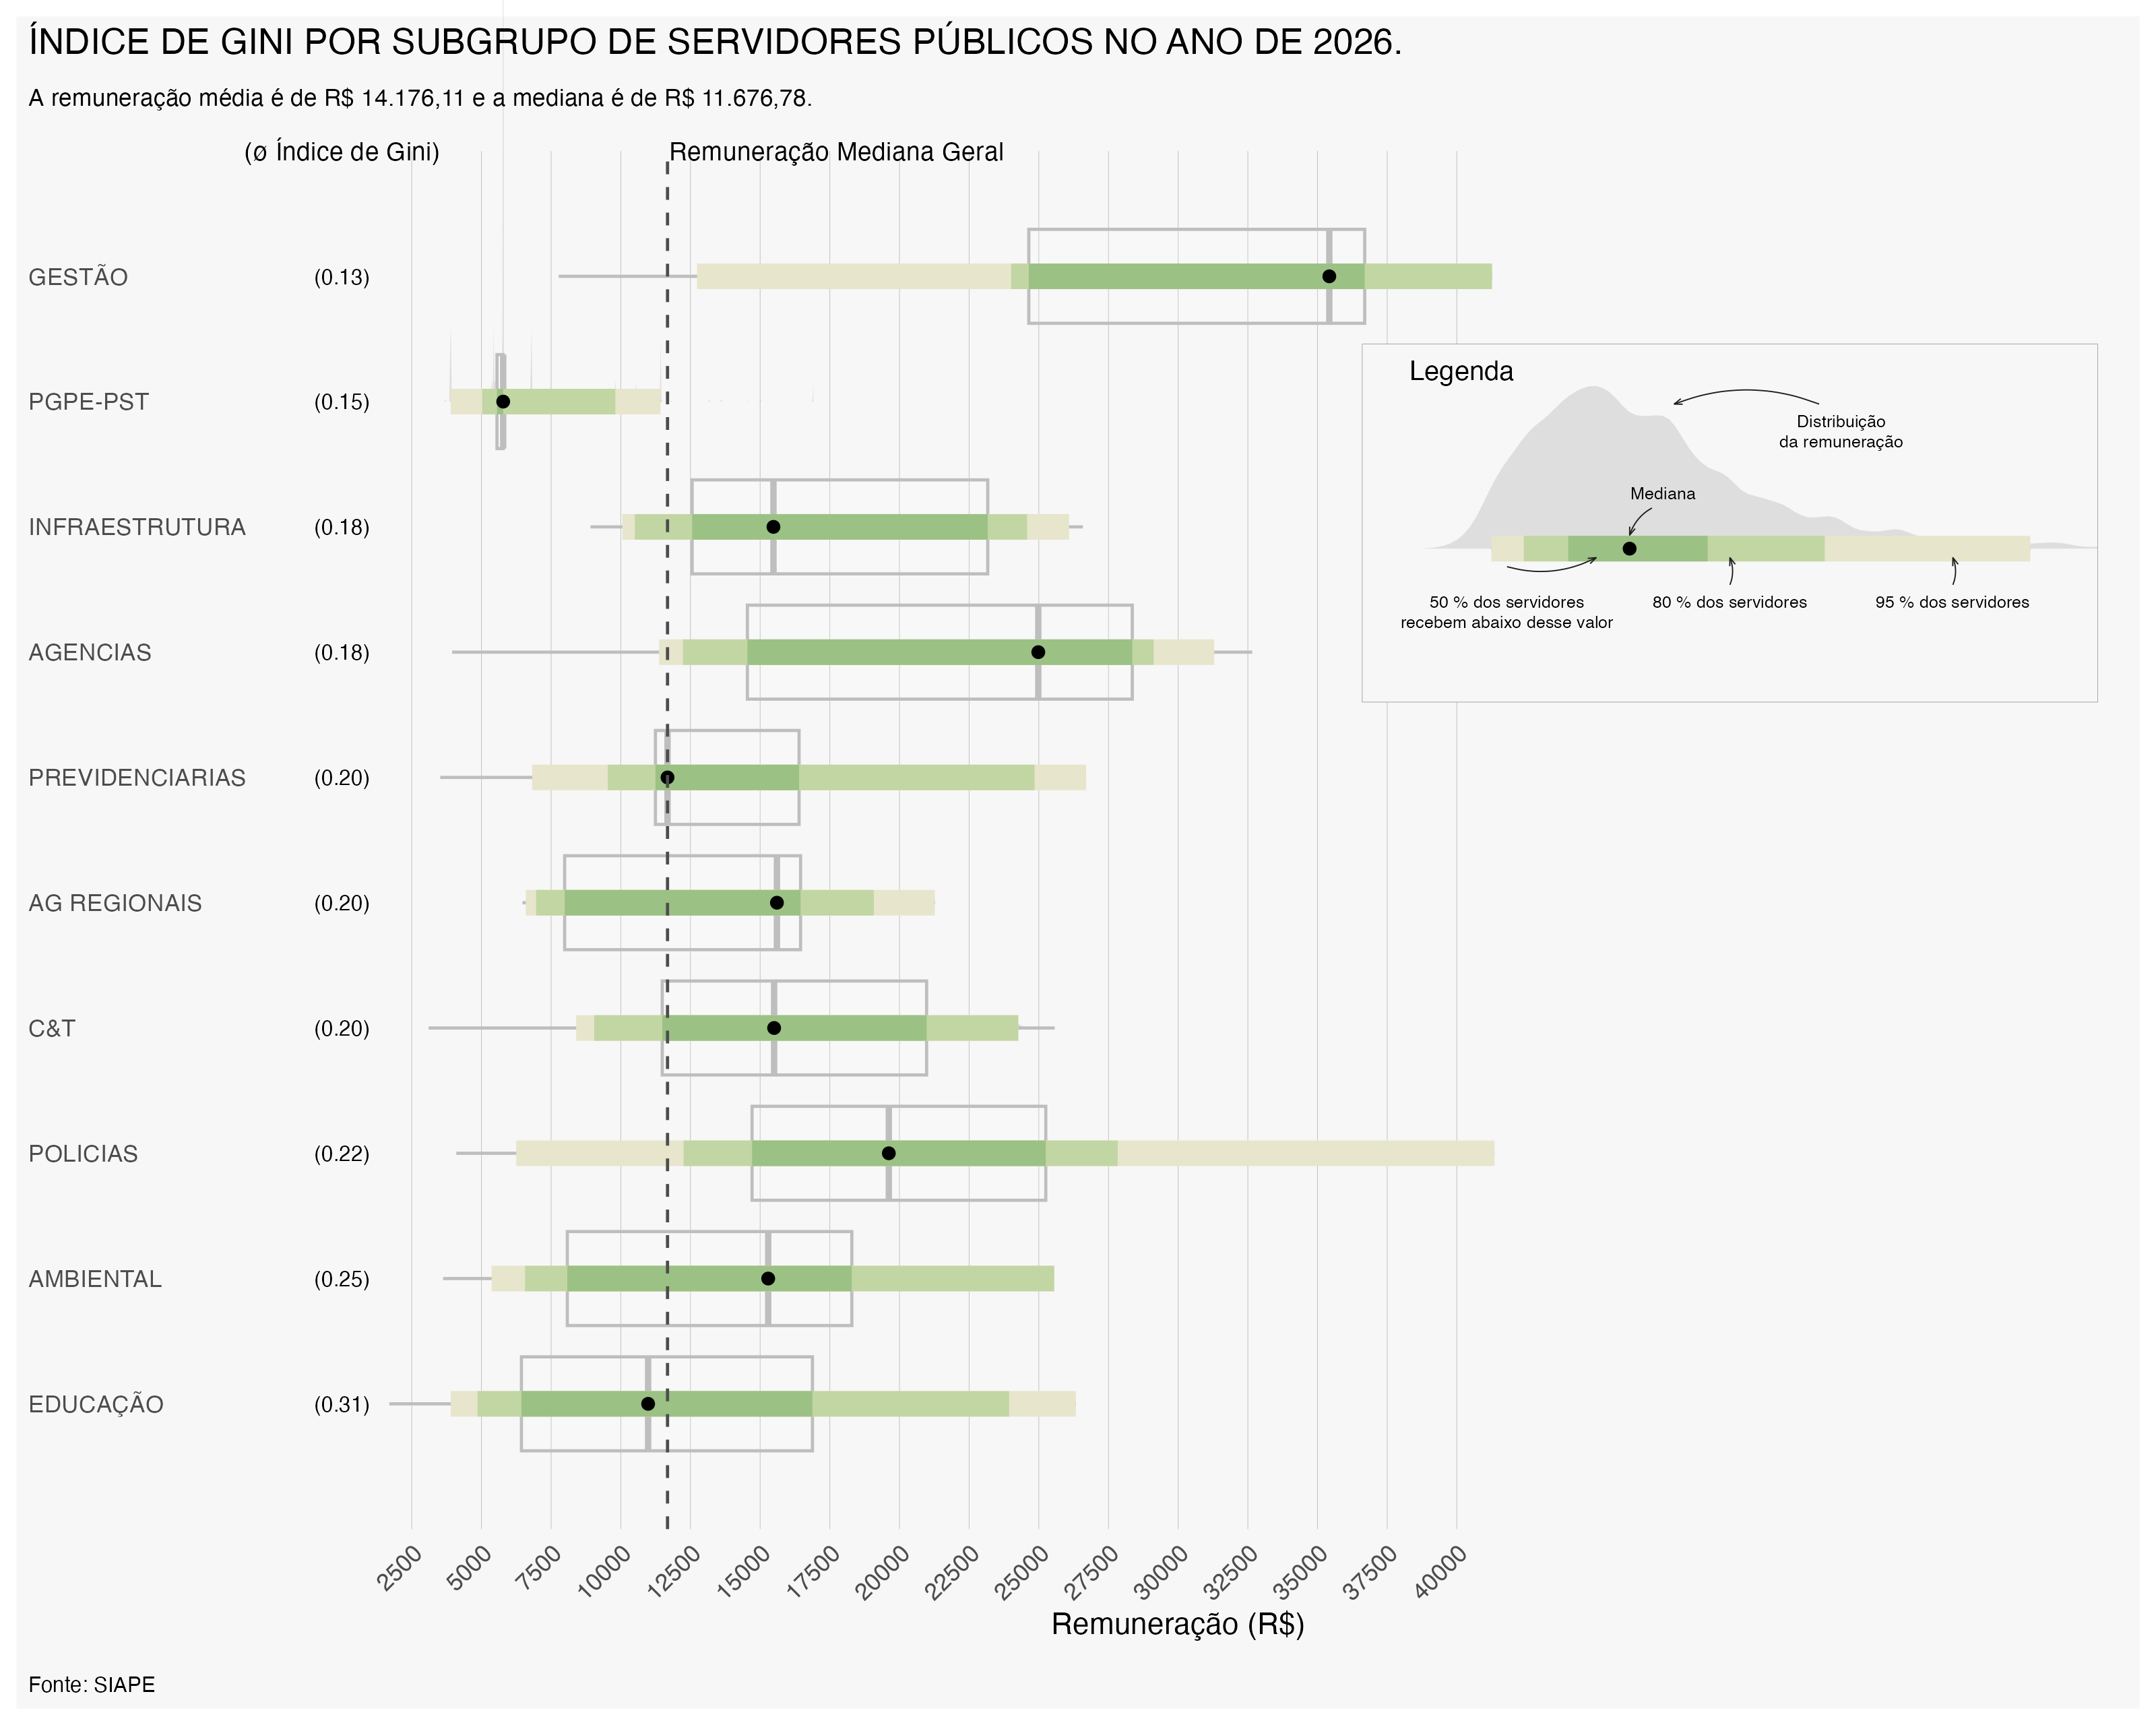 ÍNDICE DE GINI POR SUBGRUPO DE SERVIDORES PÚBLICOS NO ANO DE 2026.
A remuneração média é de R$ 14.176,11 e a mediana é de R$ 11.676,78.
(ø Índice de Gini) Remuneração Mediana Geral
GESTÃO (0.13)
PGPE-PST (0.15)
INFRAESTRUTURA (0.18)
AGENCIAS (0.18)
PREVIDENCIARIAS (0.20)
AG REGIONAIS (0.20)
C&T (0.20)
POLICIAS (0.22)
AMBIENTAL (0.25)
EDUCAÇÃO (0.31)
Legenda
Distribuição
da remuneração
Mediana
50 % dos servidores
recebem abaixo desse valor
80 % dos servidores
95 % dos servidores
2500 5000 7500 10000 12500 15000 17500 20000 22500 25000 27500 30000 32500 35000 37500 40000
Remuneração (R$)
Fonte: SIAPE